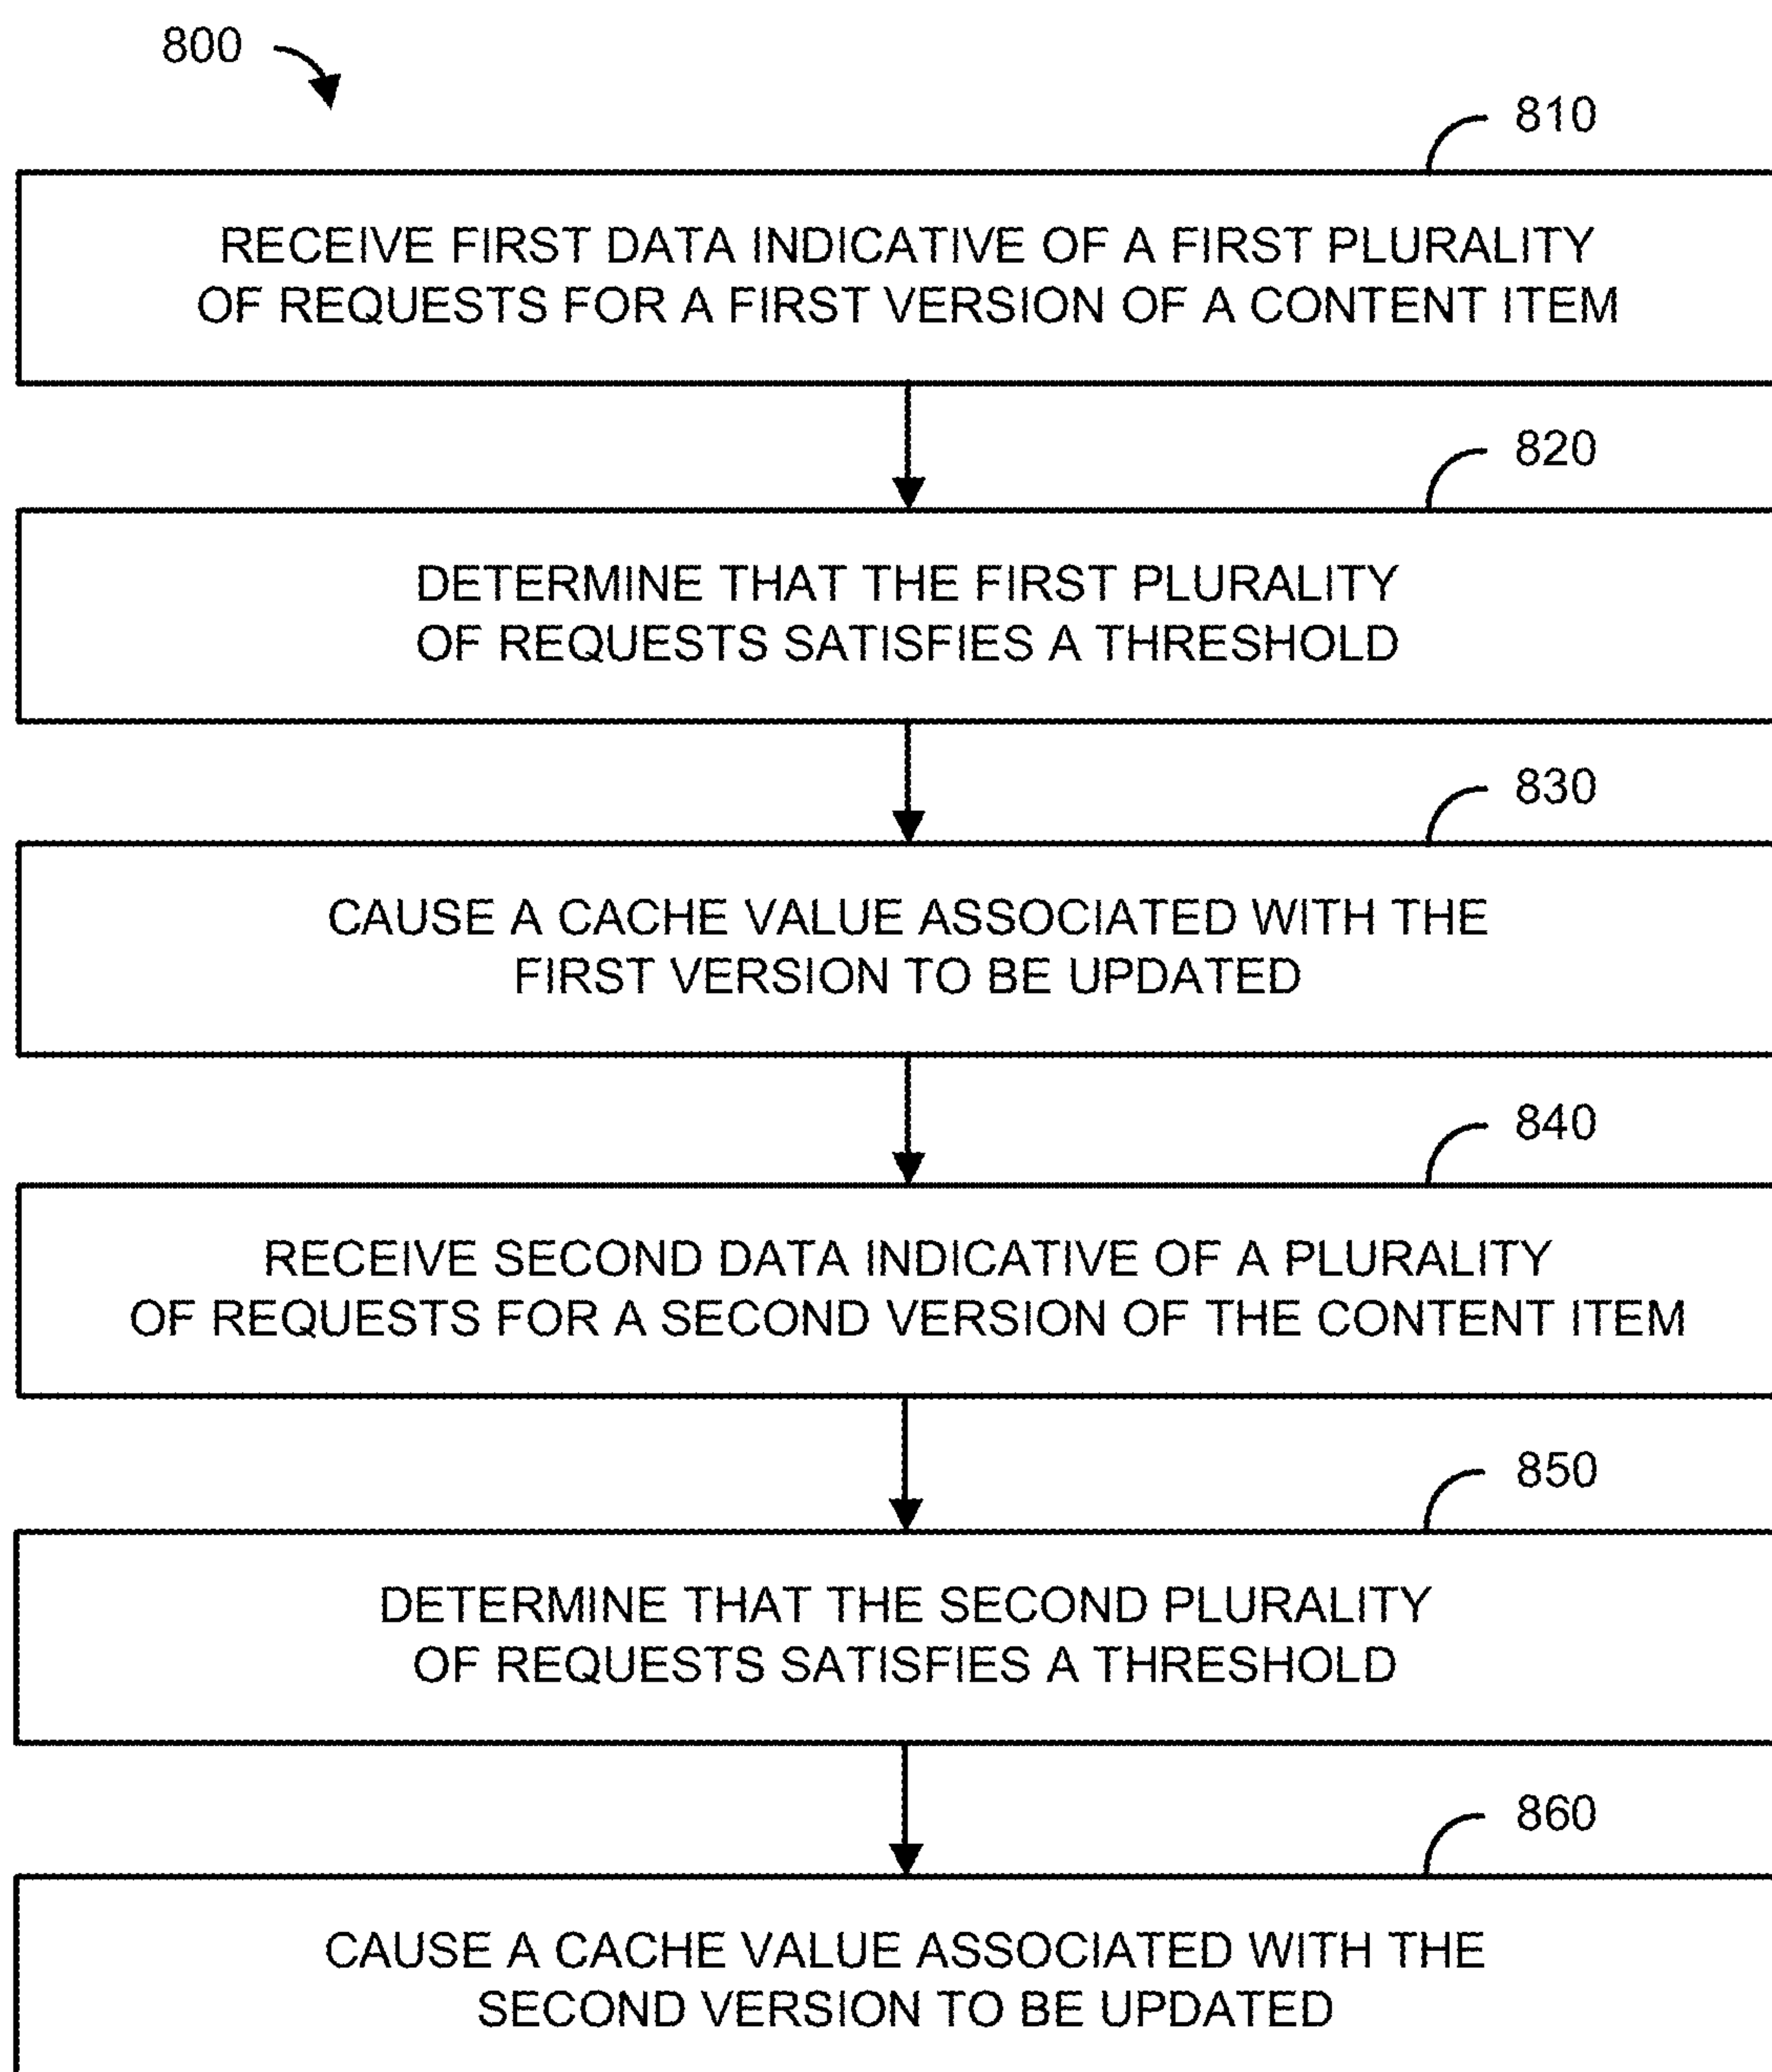 800
810
RECEIVE FIRST DATA INDICATIVE OF A FIRST PLURALITY
OF REQUESTS FOR A FIRST VERSION OF A CONTENT ITEM
820
DETERMINE THAT THE FIRST PLURALITY
OF REQUESTS SATISFIES A THRESHOLD
830
CAUSE A CACHE VALUE ASSOCIATED WITH THE
FIRST VERSION TO BE UPDATED
840
RECEIVE SECOND DATA INDICATIVE OF A PLURALITY
OF REQUESTS FOR A SECOND VERSION OF THE CONTENT ITEM
850
DETERMINE THAT THE SECOND PLURALITY
OF REQUESTS SATISFIES A THRESHOLD
860
CAUSE A CACHE VALUE ASSOCIATED WITH THE
SECOND VERSION TO BE UPDATED